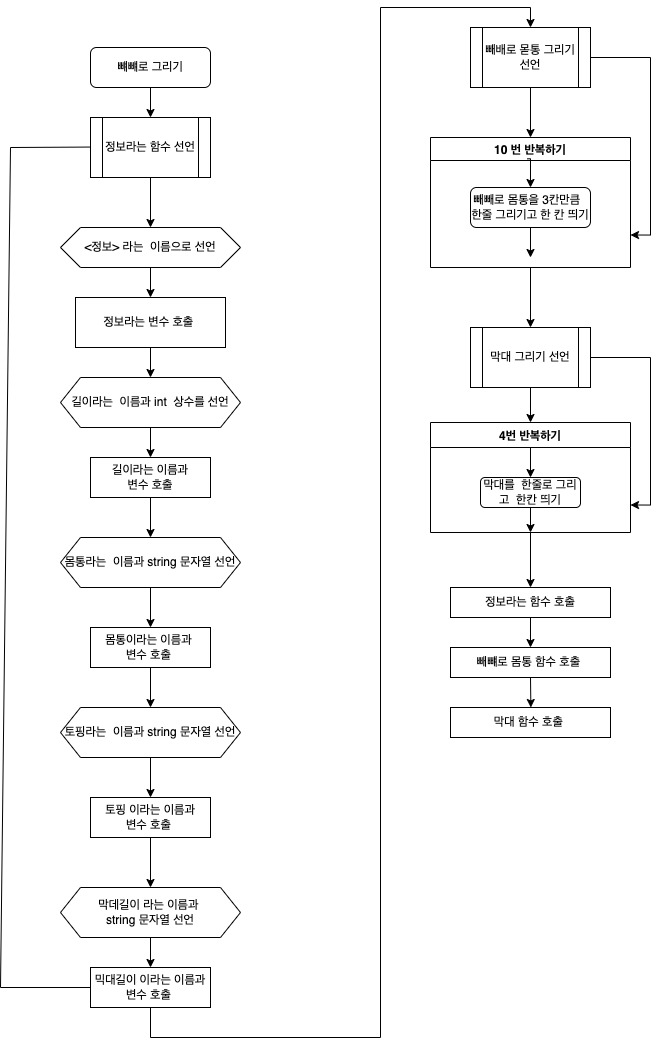 빼빼로 그리기
정보라는 함수 선언
<정보> 라는 이름으로 선언
정보라는 변수 호출
길이라는 이름과 int 상수를 선언
길이라는 이름과
변수 호출
몸통라는 이름과 string 문자열 선언
몸통이라는 이름과
변수 호출
토핑라는 이름과 string 문자열 선언
토핑 이라는 이름과
변수 호출
막데길이 라는 이름과
string 문자열 선언
믹대길이 이라는 이름과
변수 호출
빼배로 몯통 그리기
선언
10 번 반복하기
빼빼로 몸통을 3칸만큼
한줄 그리기고 한 칸 띄기
막대 그리기 선언
4번 반복하기
막대를 한줄로 그리
고 한칸 띄기
정보라는 함수 호출
빼빼로 몸통 함수 호출
막대 함수 호출